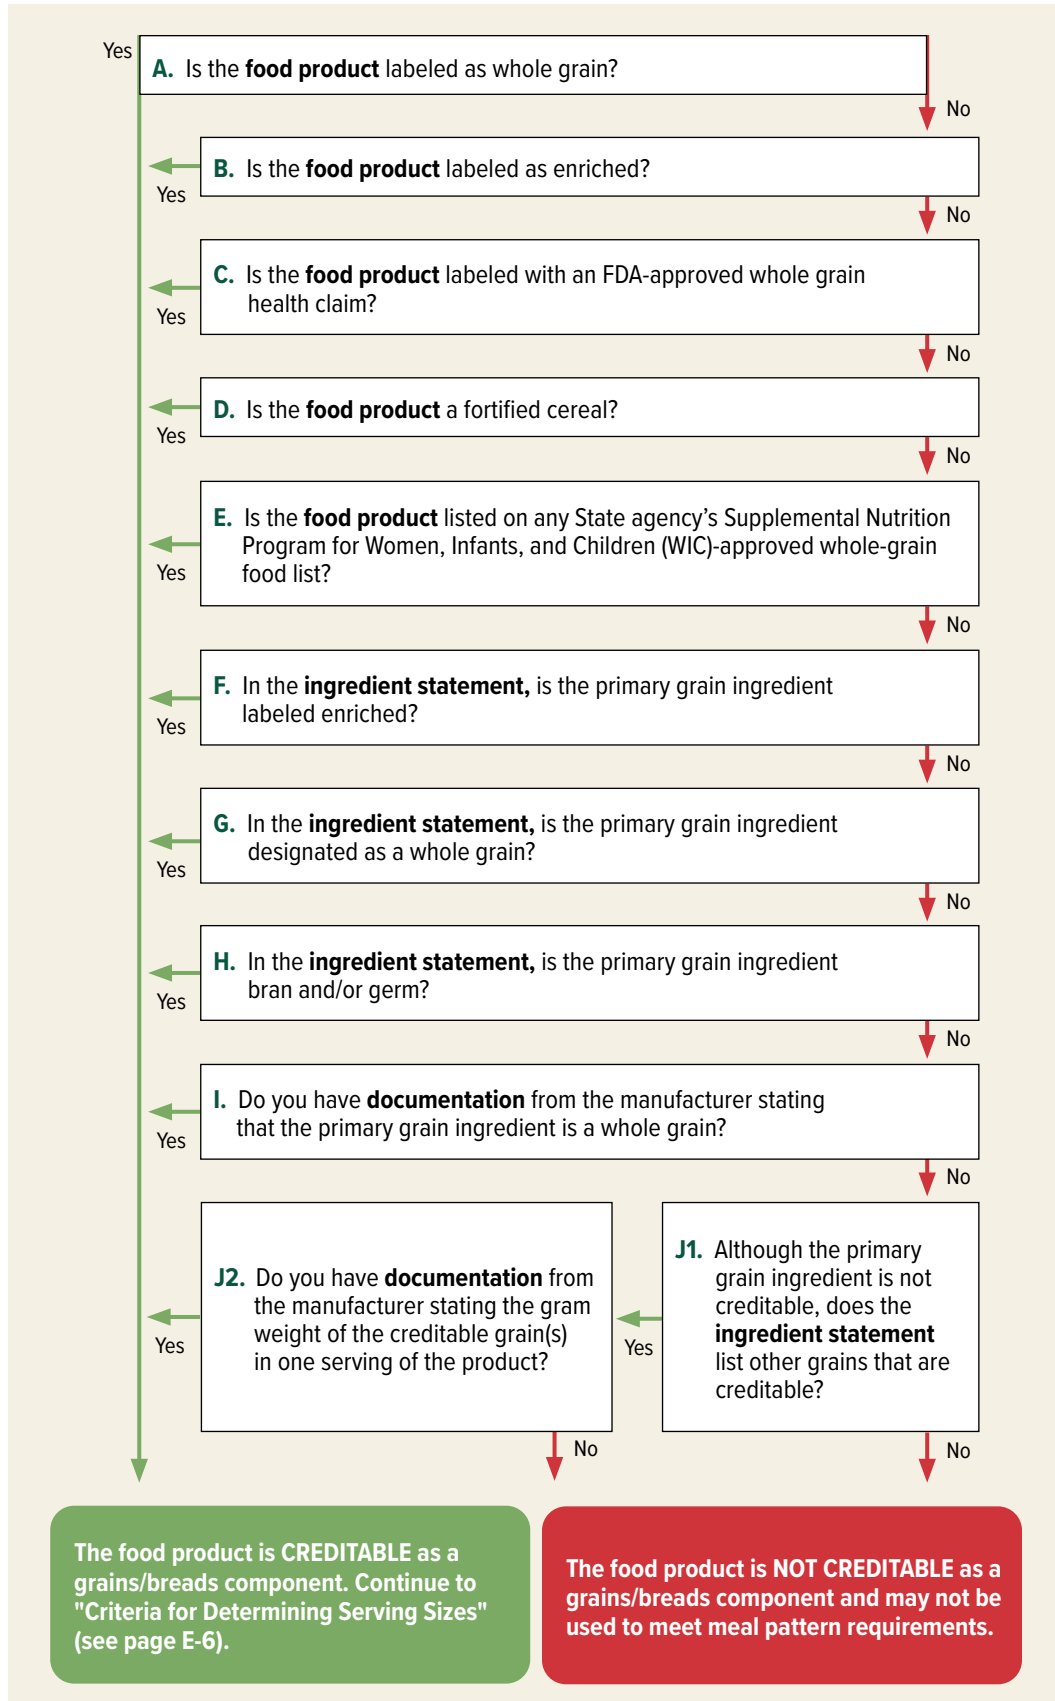 Yes
A. Is the food product labeled as whole grain?
No
B. Is the food product labeled as enriched?
Yes
No
C. Is the food product labeled with an FDA-approved whole grain
health claim?
Yes
No
D. Is the food product a fortified cereal?
Yes
No
E. Is the food product listed on any State agency’s Supplemental Nutrition
Program for Women, Infants, and Children (WIC)-approved whole-grain
food list?
Yes
No
F. In the ingredient statement, is the primary grain ingredient
labeled enriched?
Yes
No
G. In the ingredient statement, is the primary grain ingredient
designated as a whole grain?
Yes
No
H. In the ingredient statement, is the primary grain ingredient
bran and/or germ?
Yes
No
I. Do you have documentation from the manufacturer stating
that the primary grain ingredient is a whole grain?
Yes
No
J1. Although the primary
grain ingredient is not
creditable, does the
ingredient statement
list other grains that are
creditable?
Yes
No
J2. Do you have documentation from
the manufacturer stating the gram
weight of the creditable grain(s)
in one serving of the product?
Yes
No
The food product is CREDITABLE as a
grains/breads component. Continue to
"Criteria for Determining Serving Sizes"
(see page E-6).
The food product is NOT CREDITABLE as a
grains/breads component and may not be
used to meet meal pattern requirements.